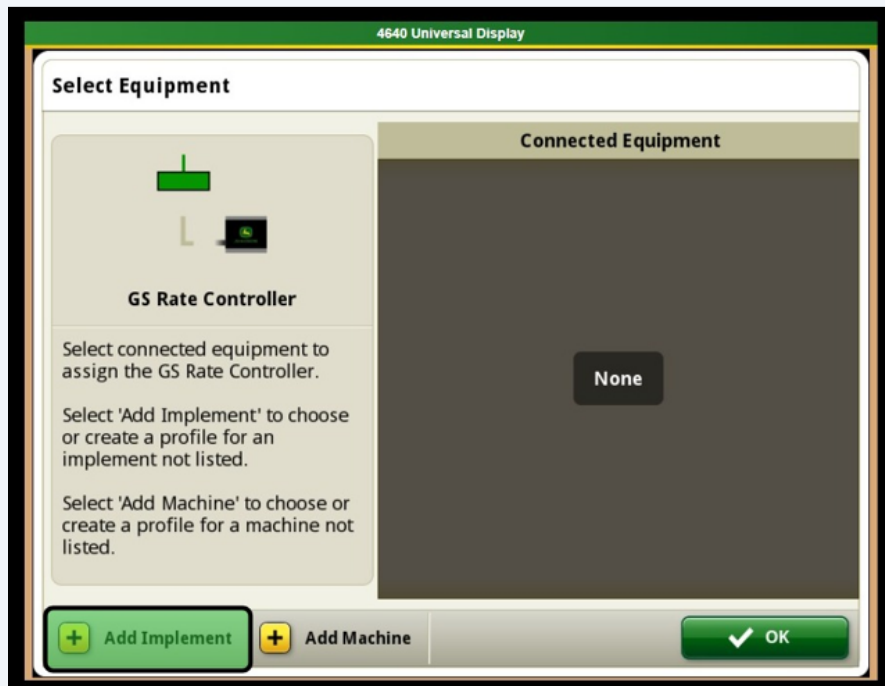 4640 Universal Display
Select Equipment
GS Rate Controller
Select connected equipment to
assign the GS Rate Controller.
Select 'Add Implement' to choose
or create a profile for an
implement not listed.
Select 'Add Machine' to choose or
create a profile for a machine not
listed.
Connected Equipment
None
Add Implement
Add Machine
OK